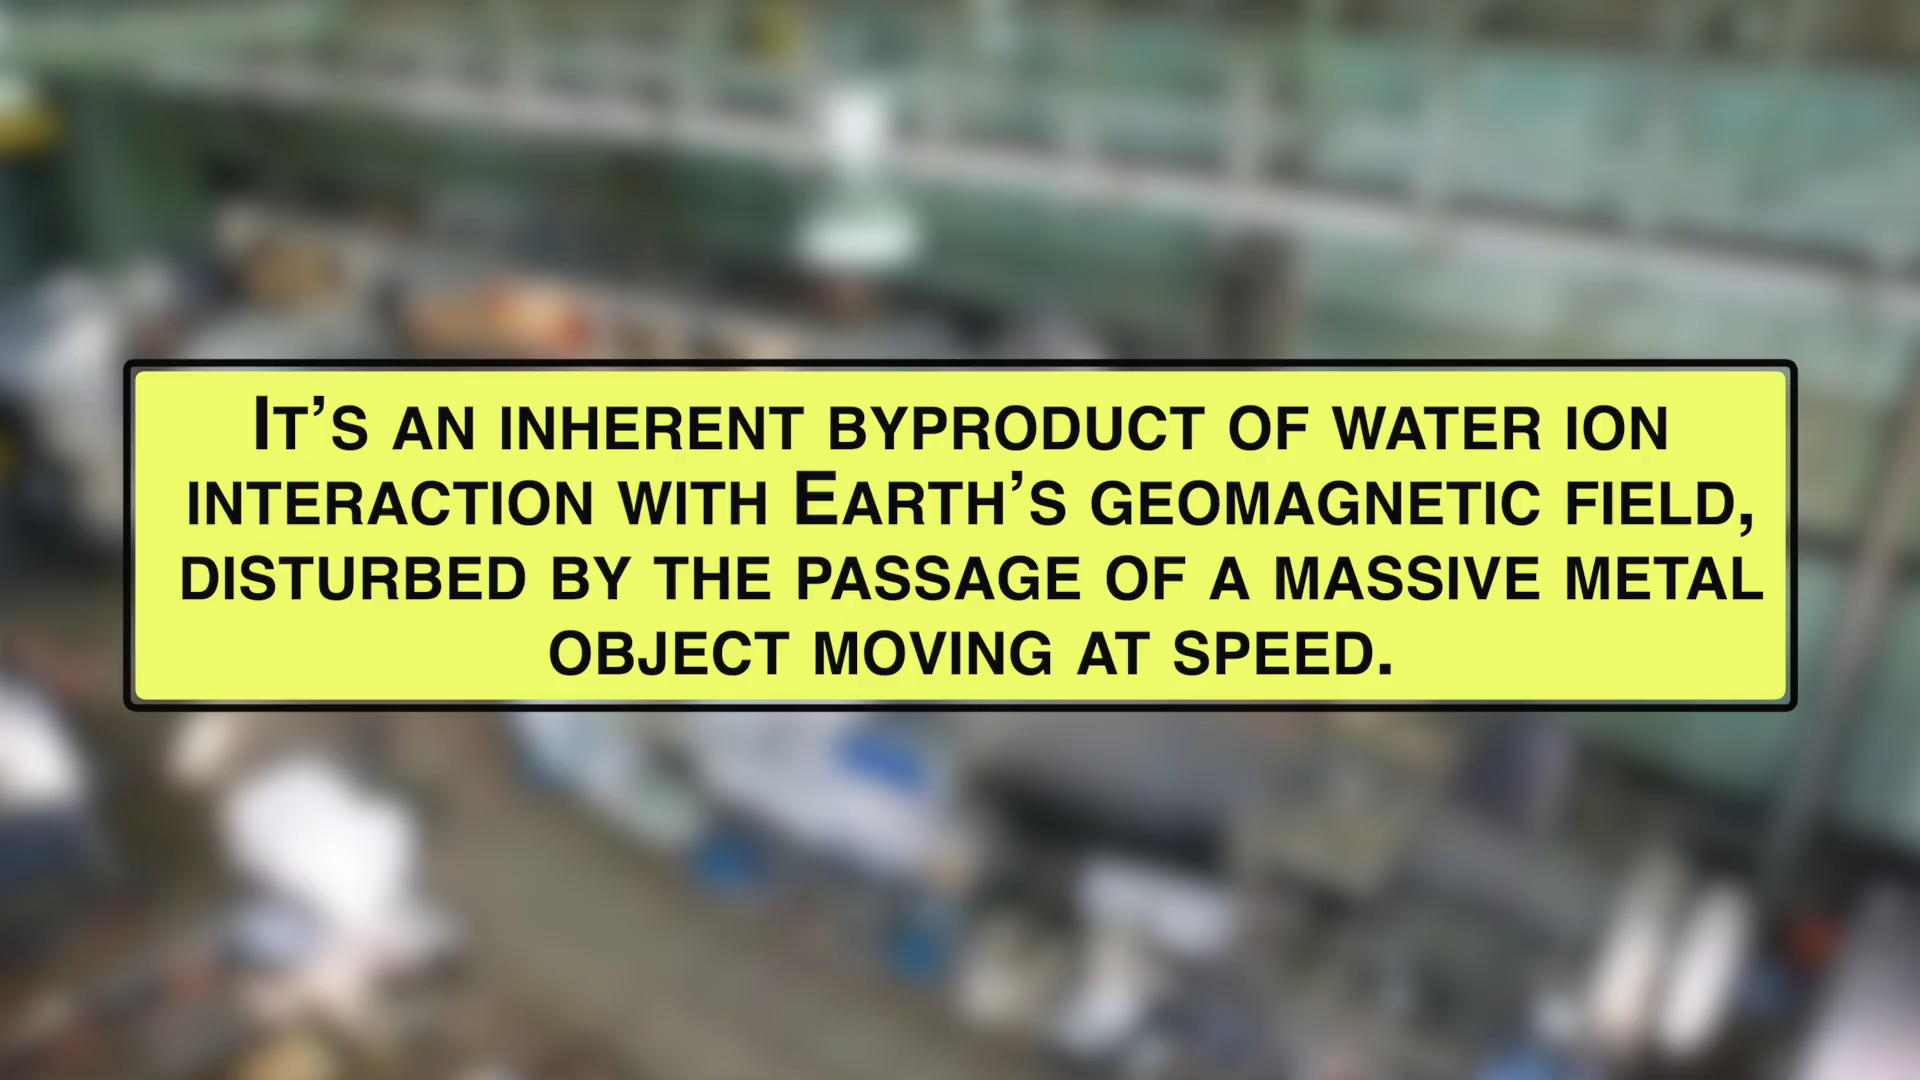 It's an inherent byproduct of water ion
interaction with Earth's geomagnetic field,
disturbed by the passage of a massive metal
object moving at speed.